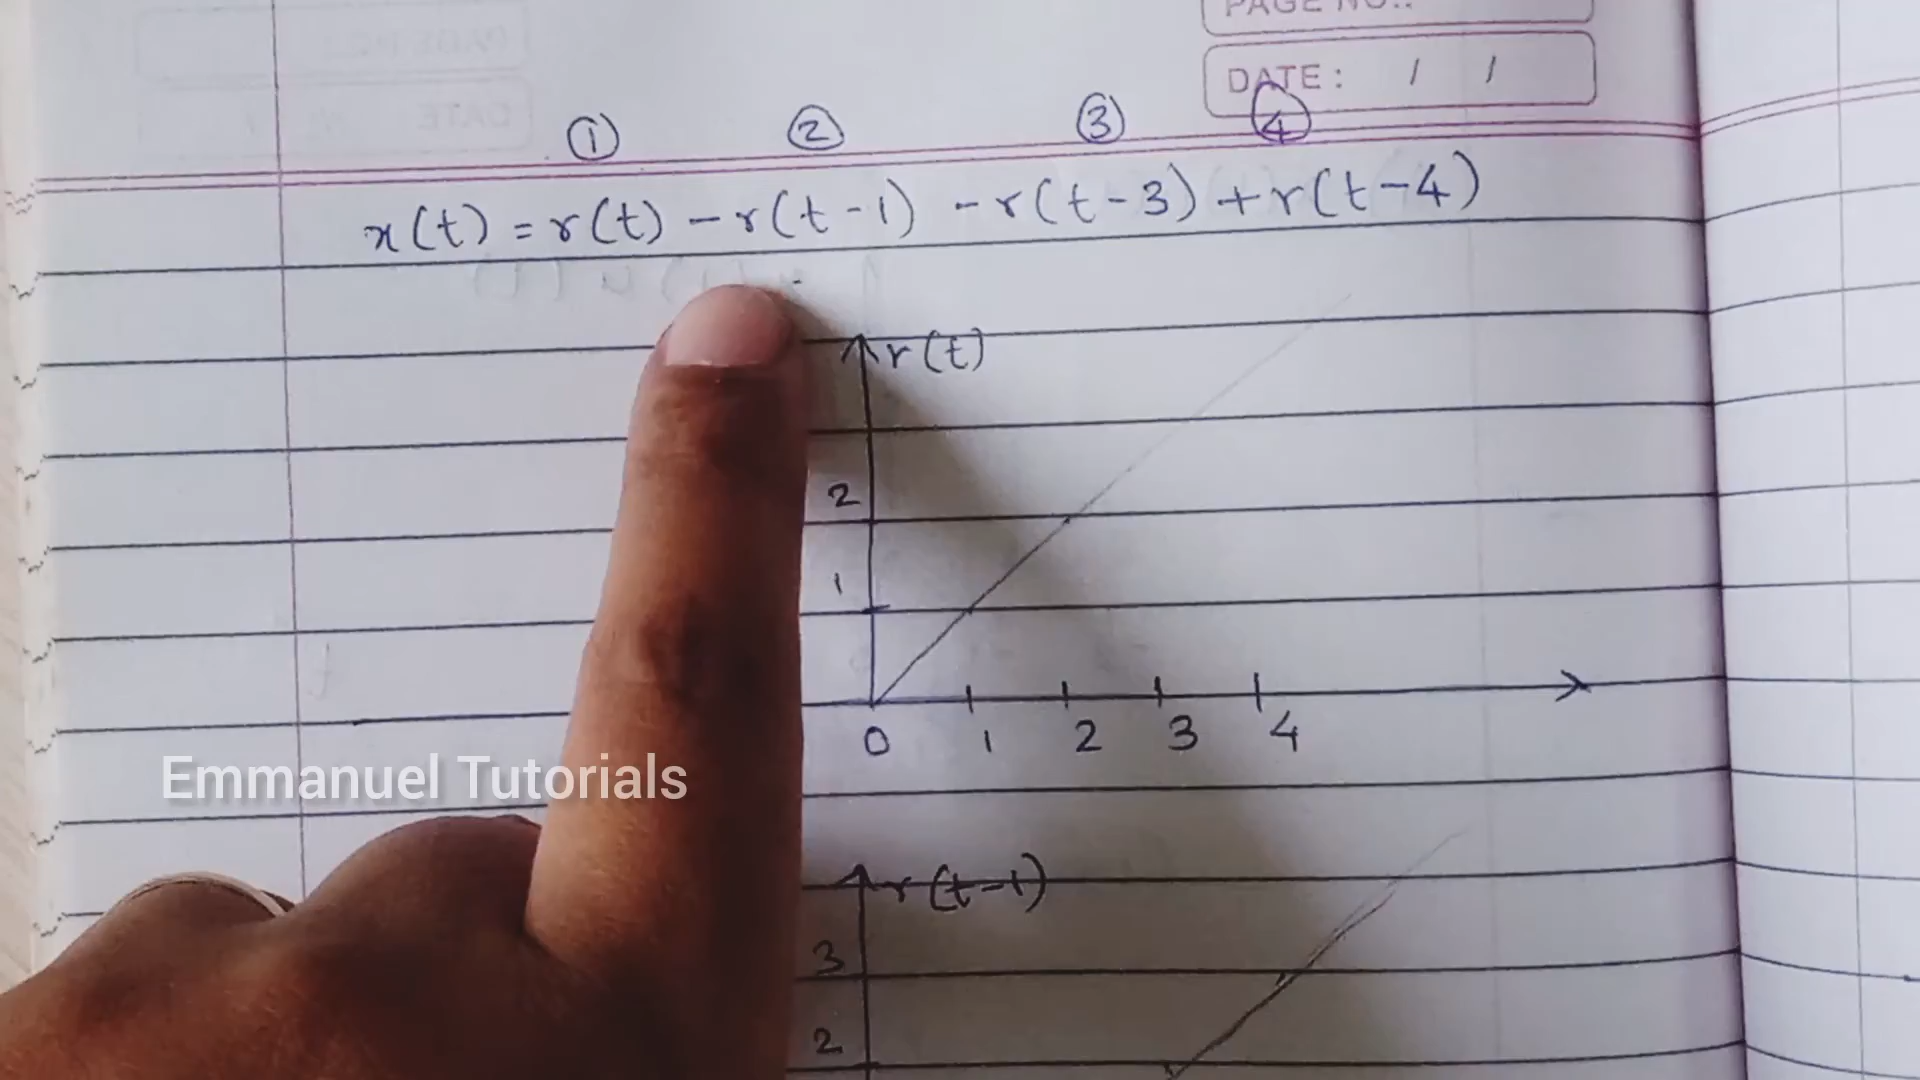 PAGE NO.:
DATE: / /
① ② ③ ④
x(t) = r(t) - r(t-1) - r(t-3) + r(t-4)
r(t)
2
1
0 1 2 3 4
Emmanuel Tutorials
r(t-1)
3
2